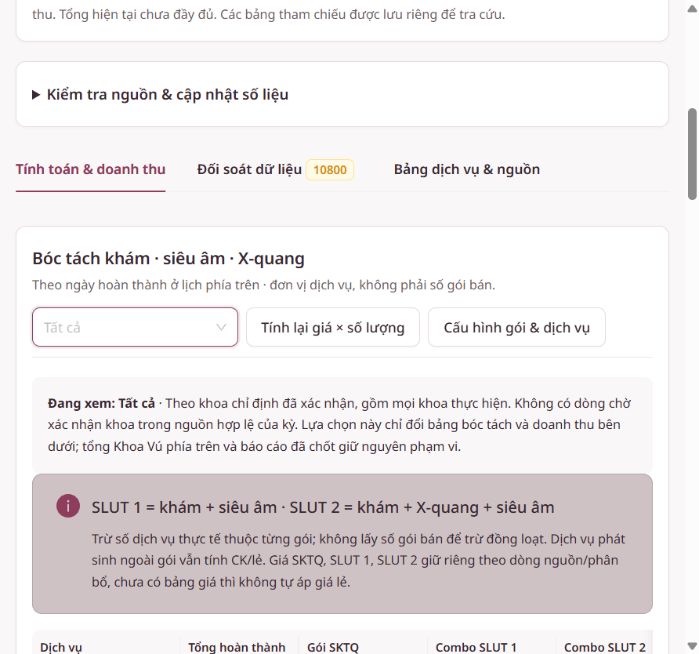 thu. Tổng hiện tại chưa đầy đủ. Các bảng tham chiếu được lưu riêng để tra cứu.
▶ Kiểm tra nguồn & cập nhật số liệu
Tính toán & doanh thu Đối soát dữ liệu 10800 Bảng dịch vụ & nguồn
Bóc tách khám · siêu âm · X-quang
Theo ngày hoàn thành ở lịch phía trên · đơn vị dịch vụ, không phải số gói bán.
Tất cả Tính lại giá × số lượng Cấu hình gói & dịch vụ
Đang xem: Tất cả · Theo khoa chỉ định đã xác nhận, gồm mọi khoa thực hiện. Không có dòng chờ
xác nhận khoa trong nguồn hợp lệ của kỳ. Lựa chọn này chỉ đổi bảng bóc tách và doanh thu bên
dưới; tổng Khoa Vú phía trên và báo cáo đã chốt giữ nguyên phạm vi.
SLUT 1 = khám + siêu âm · SLUT 2 = khám + X-quang + siêu âm
Trừ số dịch vụ thực tế thuộc từng gói; không lấy số gói bán để trừ đồng loạt. Dịch vụ phát
sinh ngoài gói vẫn tính CK/lẻ. Giá SKTQ, SLUT 1, SLUT 2 giữ riêng theo dòng nguồn/phân
bổ, chưa có bảng giá thì không tự áp giá lẻ.
Dịch vụ Tổng hoàn thành Gói SKTQ Combo SLUT 1 Combo SLUT 2